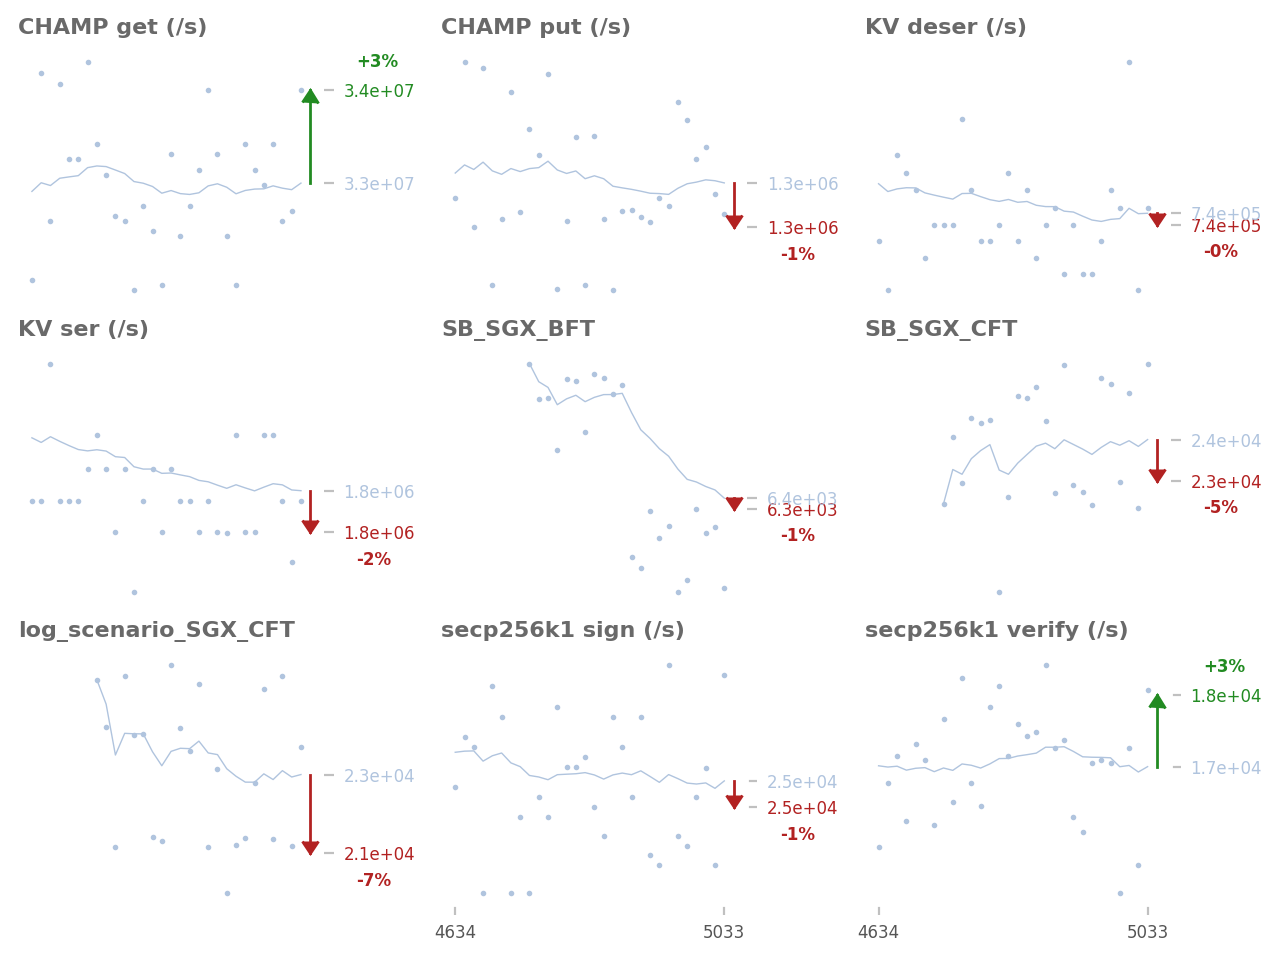 CHAMP get (/s)
+3%
3.4e+07
3.3e+07
CHAMP put (/s)
1.3e+06
1.3e+06
-1%
KV deser (/s)
7.4e+05
7.4e+05
-0%
KV ser (/s)
1.8e+06
1.8e+06
-2%
SB_SGX_BFT
6.4e+03
6.3e+03
-1%
SB_SGX_CFT
2.4e+04
2.3e+04
-5%
log_scenario_SGX_CFT
2.3e+04
2.1e+04
-7%
secp256k1 sign (/s)
2.5e+04
2.5e+04
-1%
4634 5033
secp256k1 verify (/s)
+3%
1.8e+04
1.7e+04
4634 5033